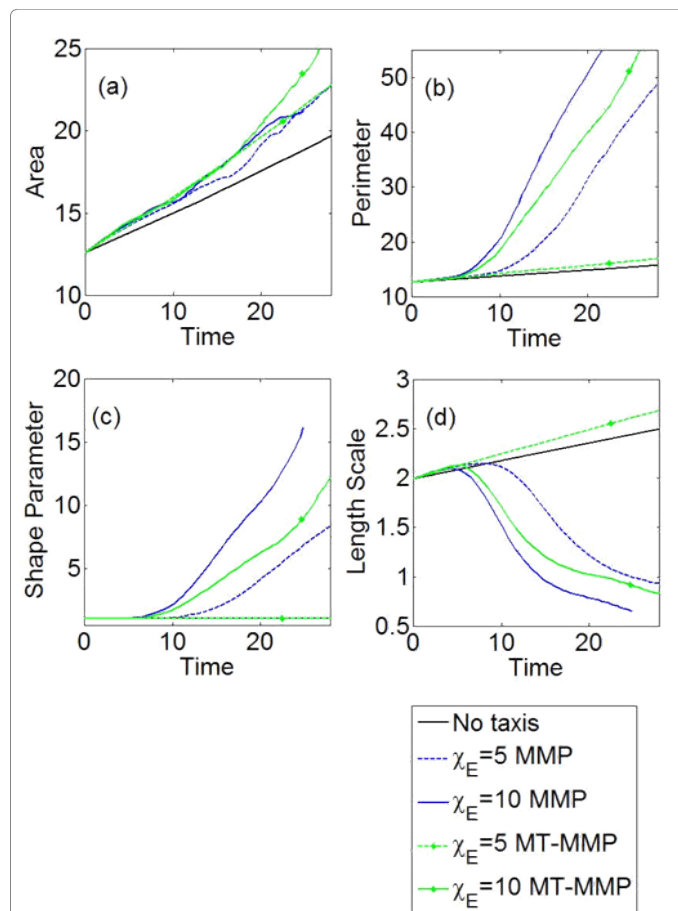 25
20
15
10
Area
(a)
0
10
20
Time
50
40
30
20
10
Perimeter
(b)
0
10
20
Time
20
15
10
5
Shape Parameter
(c)
0
10
20
Time
3
2.5
2
1.5
1
0.5
Length Scale
(d)
0
10
20
Time
No taxis
χE=5 MMP
χE=10 MMP
χE=5 MT-MMP
χE=10 MT-MMP